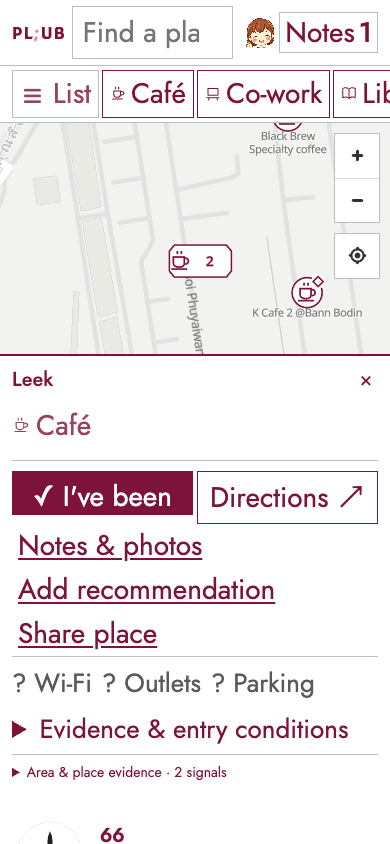 PL;UB
Find a pla
Notes 1
List
Café
Co-work
Lib
Black Brew
Specialty coffee
+
−
2
oi Phuyaiwan
K Cafe 2 @Bann Bodin
Leek
×
Café
✓ I've been
Directions ↗
Notes & photos
Add recommendation
Share place
? Wi-Fi ? Outlets ? Parking
▶ Evidence & entry conditions
▶ Area & place evidence · 2 signals
66